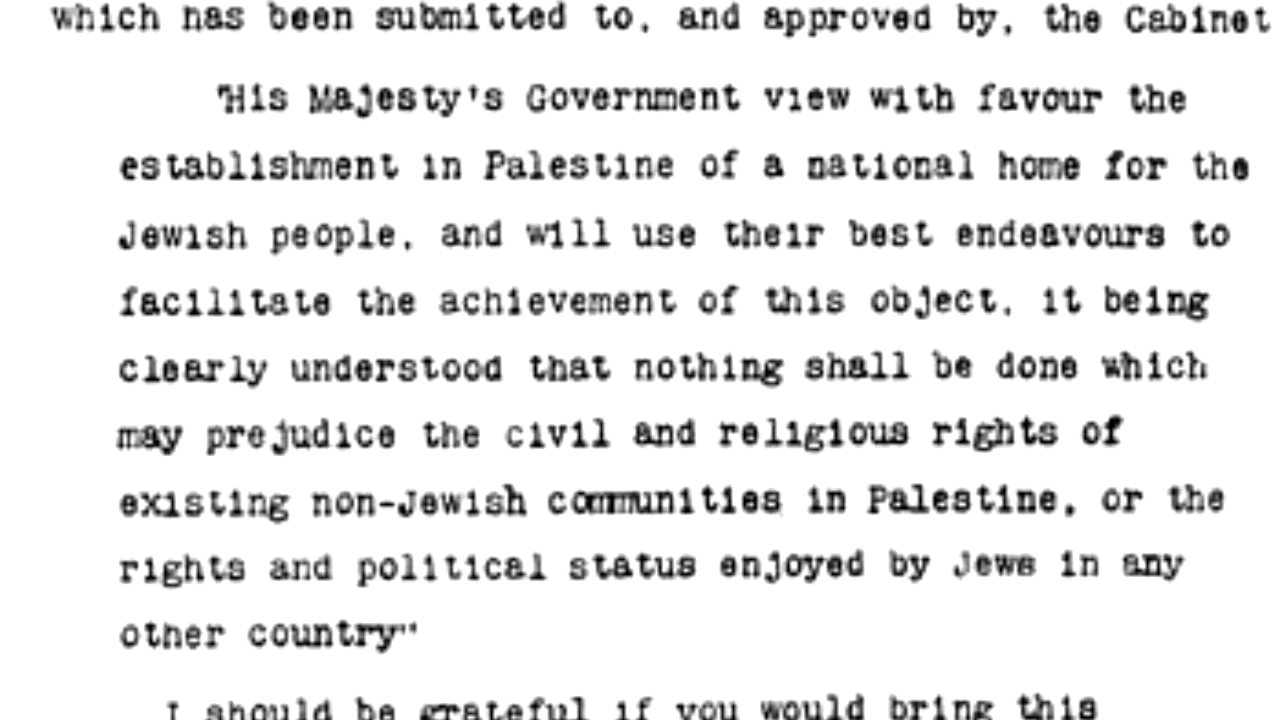 which has been submitted to, and approved by, the Cabinet
"His Majesty's Government view with favour the
establishment in Palestine of a national home for the
Jewish people, and will use their best endeavours to
facilitate the achievement of this object, it being
clearly understood that nothing shall be done which
may prejudice the civil and religious rights of
existing non-Jewish communities in Palestine, or the
rights and political status enjoyed by Jews in any
other country"
I should be grateful if you would bring this